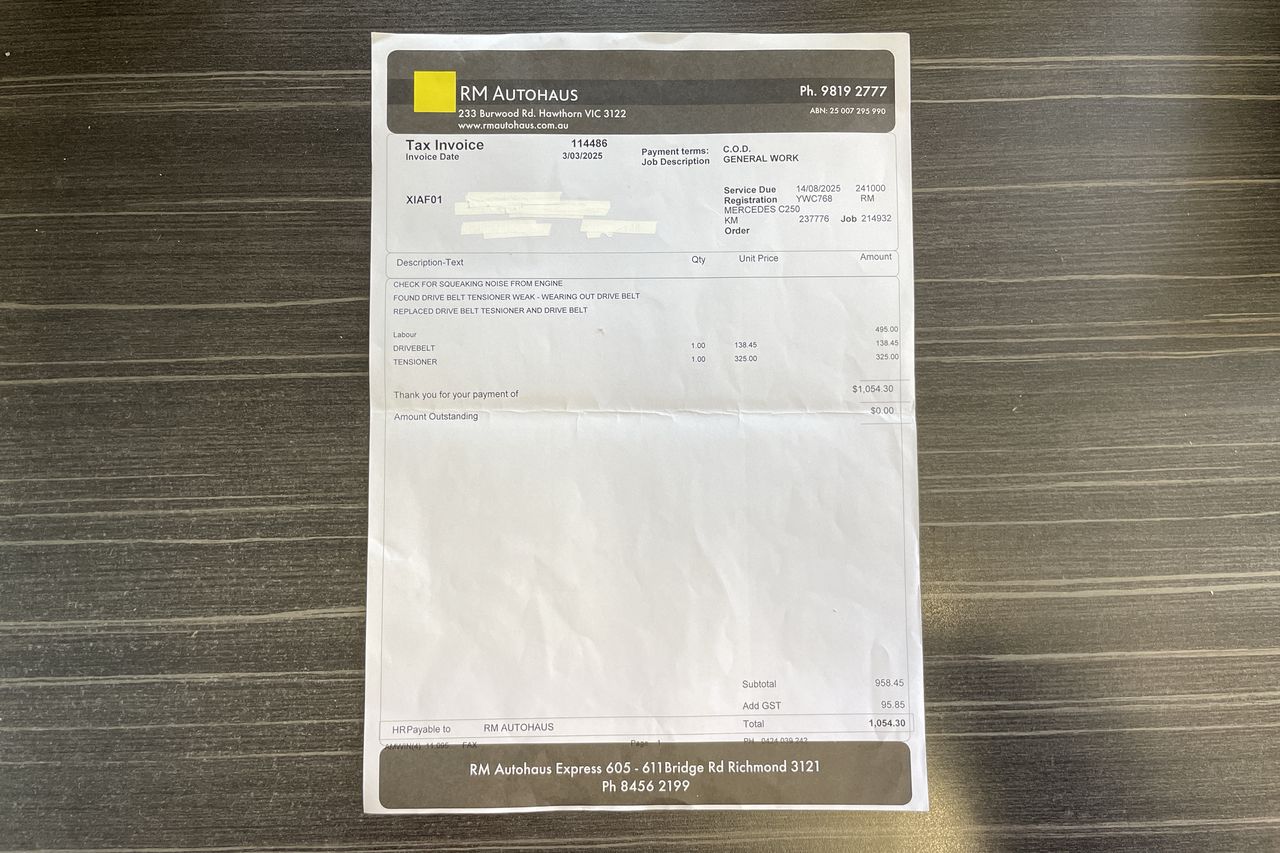 RM AUTOHAUS
233 Burwood Rd. Hawthorn VIC 3122
www.rmautohaus.com.au
Ph. 9819 2777
ABN: 25 007 295 990
Tax Invoice 114486
Invoice Date 3/03/2025
Payment terms: C.O.D.
Job Description GENERAL WORK
XIAF01
Service Due 14/08/2025 241000
Registration YWC768 RM
MERCEDES C250
KM 237776 Job 214932
Order
Description-Text Qty Unit Price Amount
CHECK FOR SQUEAKING NOISE FROM ENGINE
FOUND DRIVE BELT TENSIONER WEAK - WEARING OUT DRIVE BELT
REPLACED DRIVE BELT TESNIONER AND DRIVE BELT
Labour 495.00
DRIVEBELT 1.00 138.45 138.45
TENSIONER 1.00 325.00 325.00
Thank you for your payment of $1,054.30
Amount Outstanding $0.00
Subtotal 958.45
Add GST 95.85
Total 1,054.30
HRPayable to RM AUTOHAUS
FAX Page 1
RM Autohaus Express 605 - 611Bridge Rd Richmond 3121
Ph 8456 2199